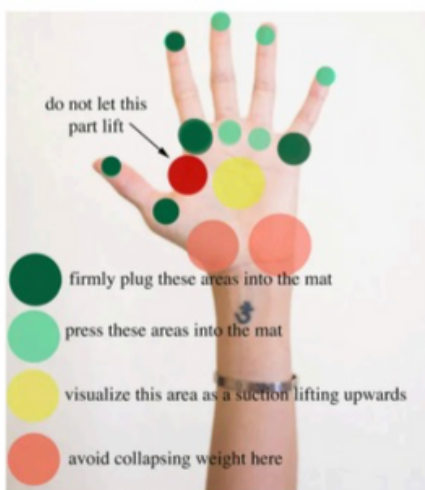 do not let this
part lift
firmly plug these areas into the mat
press these areas into the mat
visualize this area as a suction lifting upwards
avoid collapsing weight here
ॐ